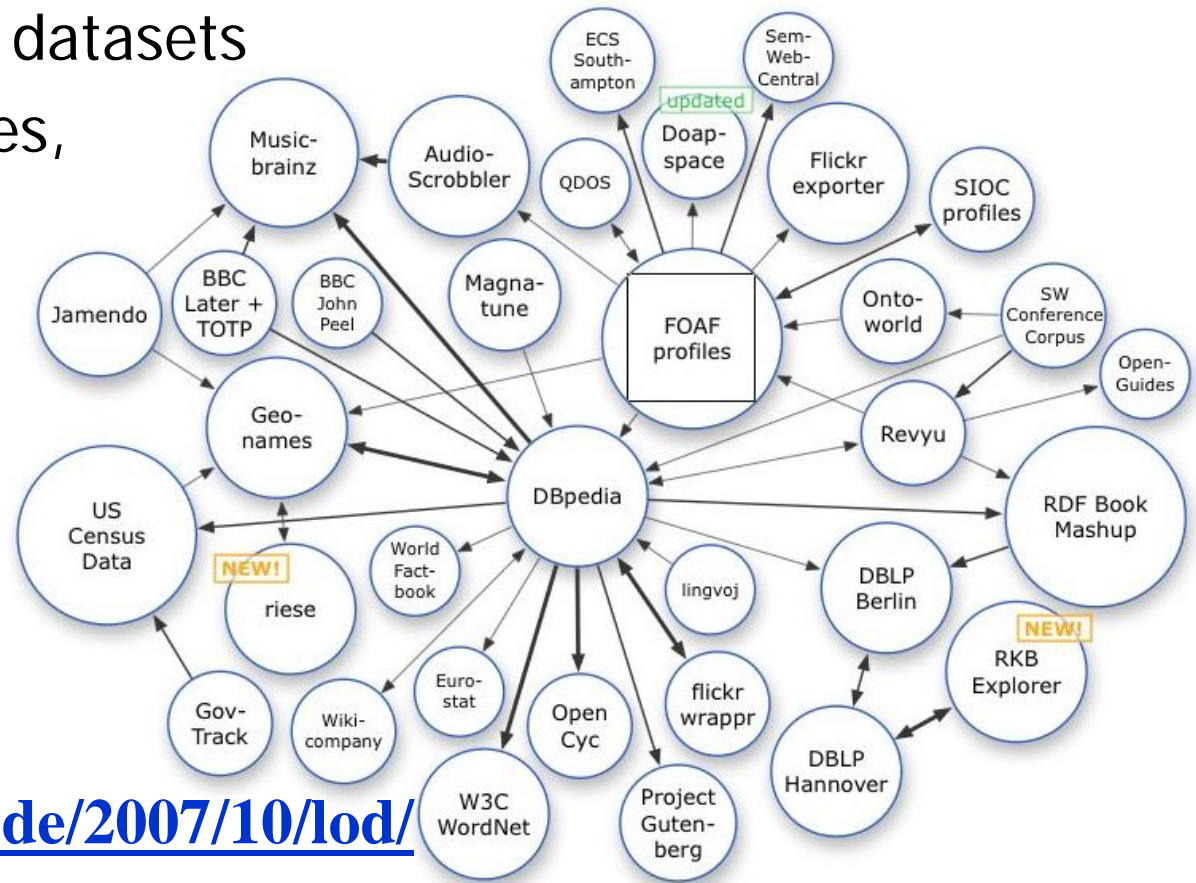 datasets
es,
ECS
South-
ampton
Sem-
Web-
Central
updated
Doap-
space
Music-
brainz
Audio-
Scrobbler
QDOS
Flickr
exporter
SIOC
profiles
Jamendo
BBC
Later +
TOTP
BBC
John
Peel
Magna-
tune
FOAF
profiles
Onto-
world
SW
Conference
Corpus
Open-
Guides
Geo-
names
Revyu
DBpedia
US
Census
Data
RDF Book
Mashup
NEW!
riese
World
Fact-
book
lingvoj
DBLP
Berlin
NEW!
RKB
Explorer
Gov-
Track
Wiki-
company
Euro-
stat
Open
Cyc
flickr
wrappr
DBLP
Hannover
W3C
WordNet
Project
Guten-
berg
de/2007/10/lod/